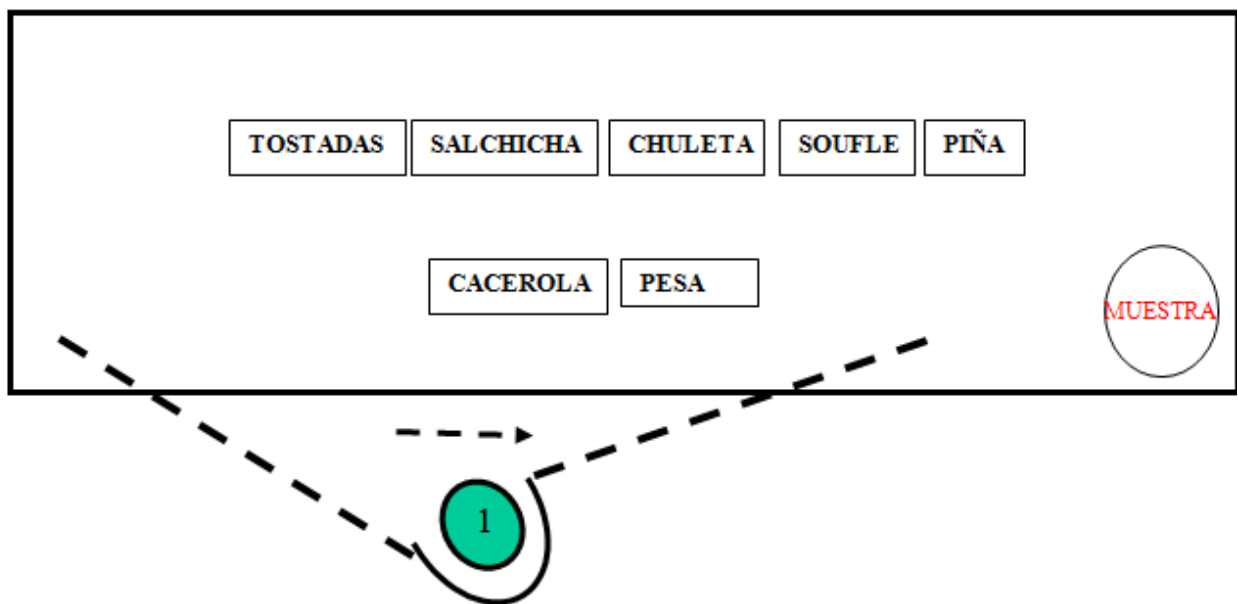 TOSTADAS SALCHICHA CHULETA SOUFLE PIÑA
CACEROLA PESA
MUESTRA
1